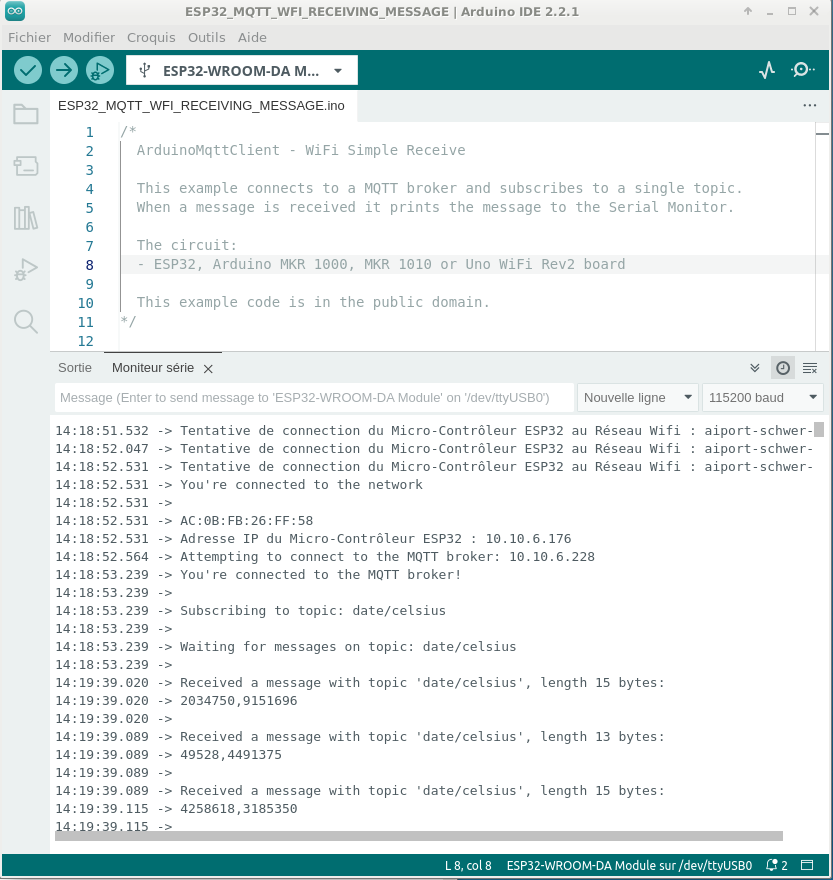 ESP32_MQTT_WFI_RECEIVING_MESSAGE | Arduino IDE 2.2.1
Fichier Modifier Croquis Outils Aide
ESP32-WROOM-DA M...
ESP32_MQTT_WFI_RECEIVING_MESSAGE.ino
1 /*
2 ArduinoMqttClient - WiFi Simple Receive
3
4 This example connects to a MQTT broker and subscribes to a single topic.
5 When a message is received it prints the message to the Serial Monitor.
6
7 The circuit:
8 - ESP32, Arduino MKR 1000, MKR 1010 or Uno WiFi Rev2 board
9
10 This example code is in the public domain.
11 */
12
Sortie Moniteur série
Message (Enter to send message to 'ESP32-WROOM-DA Module' on '/dev/ttyUSB0') Nouvelle ligne 115200 baud
14:18:51.532 -> Tentative de connection du Micro-Contrôleur ESP32 au Réseau Wifi : aiport-schwer-
14:18:52.047 -> Tentative de connection du Micro-Contrôleur ESP32 au Réseau Wifi : aiport-schwer-
14:18:52.531 -> Tentative de connection du Micro-Contrôleur ESP32 au Réseau Wifi : aiport-schwer-
14:18:52.531 -> You're connected to the network
14:18:52.531 ->
14:18:52.531 -> AC:0B:FB:26:FF:58
14:18:52.531 -> Adresse IP du Micro-Contrôleur ESP32 : 10.10.6.176
14:18:52.564 -> Attempting to connect to the MQTT broker: 10.10.6.228
14:18:53.239 -> You're connected to the MQTT broker!
14:18:53.239 ->
14:18:53.239 -> Subscribing to topic: date/celsius
14:18:53.239 ->
14:18:53.239 -> Waiting for messages on topic: date/celsius
14:18:53.239 ->
14:19:39.020 -> Received a message with topic 'date/celsius', length 15 bytes:
14:19:39.020 -> 2034750,9151696
14:19:39.020 ->
14:19:39.089 -> Received a message with topic 'date/celsius', length 13 bytes:
14:19:39.089 -> 49528,4491375
14:19:39.089 ->
14:19:39.089 -> Received a message with topic 'date/celsius', length 15 bytes:
14:19:39.115 -> 4258618,3185350
14:19:39.115 ->
L 8, col 8 ESP32-WROOM-DA Module sur /dev/ttyUSB0 2